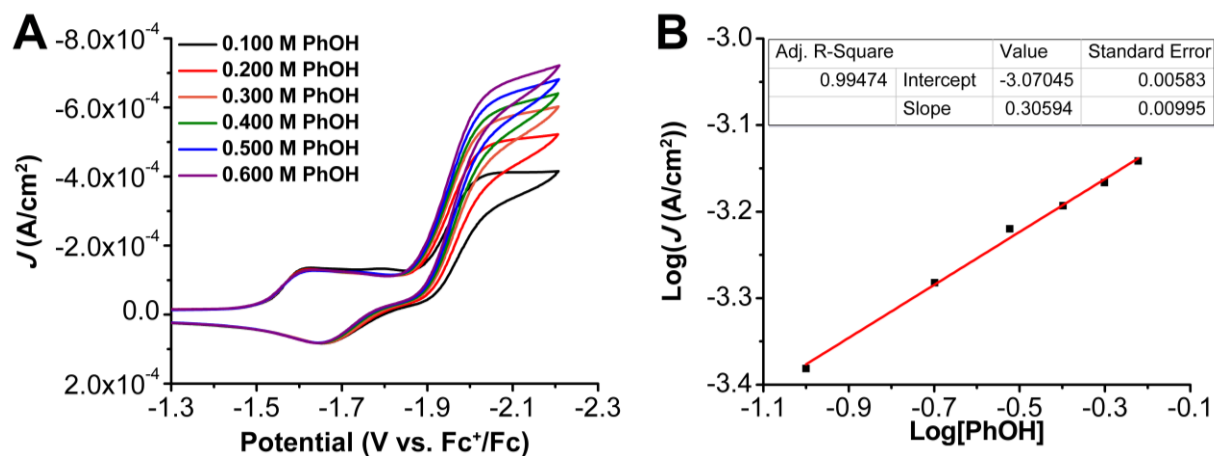 A
-8.0x10⁻⁴
-6.0x10⁻⁴
-4.0x10⁻⁴
-2.0x10⁻⁴
0.0
2.0x10⁻⁴
J (A/cm²)
0.100 M PhOH
0.200 M PhOH
0.300 M PhOH
0.400 M PhOH
0.500 M PhOH
0.600 M PhOH
-1.3 -1.5 -1.7 -1.9 -2.1 -2.3
Potential (V vs. Fc⁺/Fc)
B
-3.0
-3.1
-3.2
-3.3
-3.4
Log(J (A/cm²))
Adj. R-Square Value Standard Error
0.99474 Intercept -3.07045 0.00583
Slope 0.30594 0.00995
-1.1 -0.9 -0.7 -0.5 -0.3 -0.1
Log[PhOH]